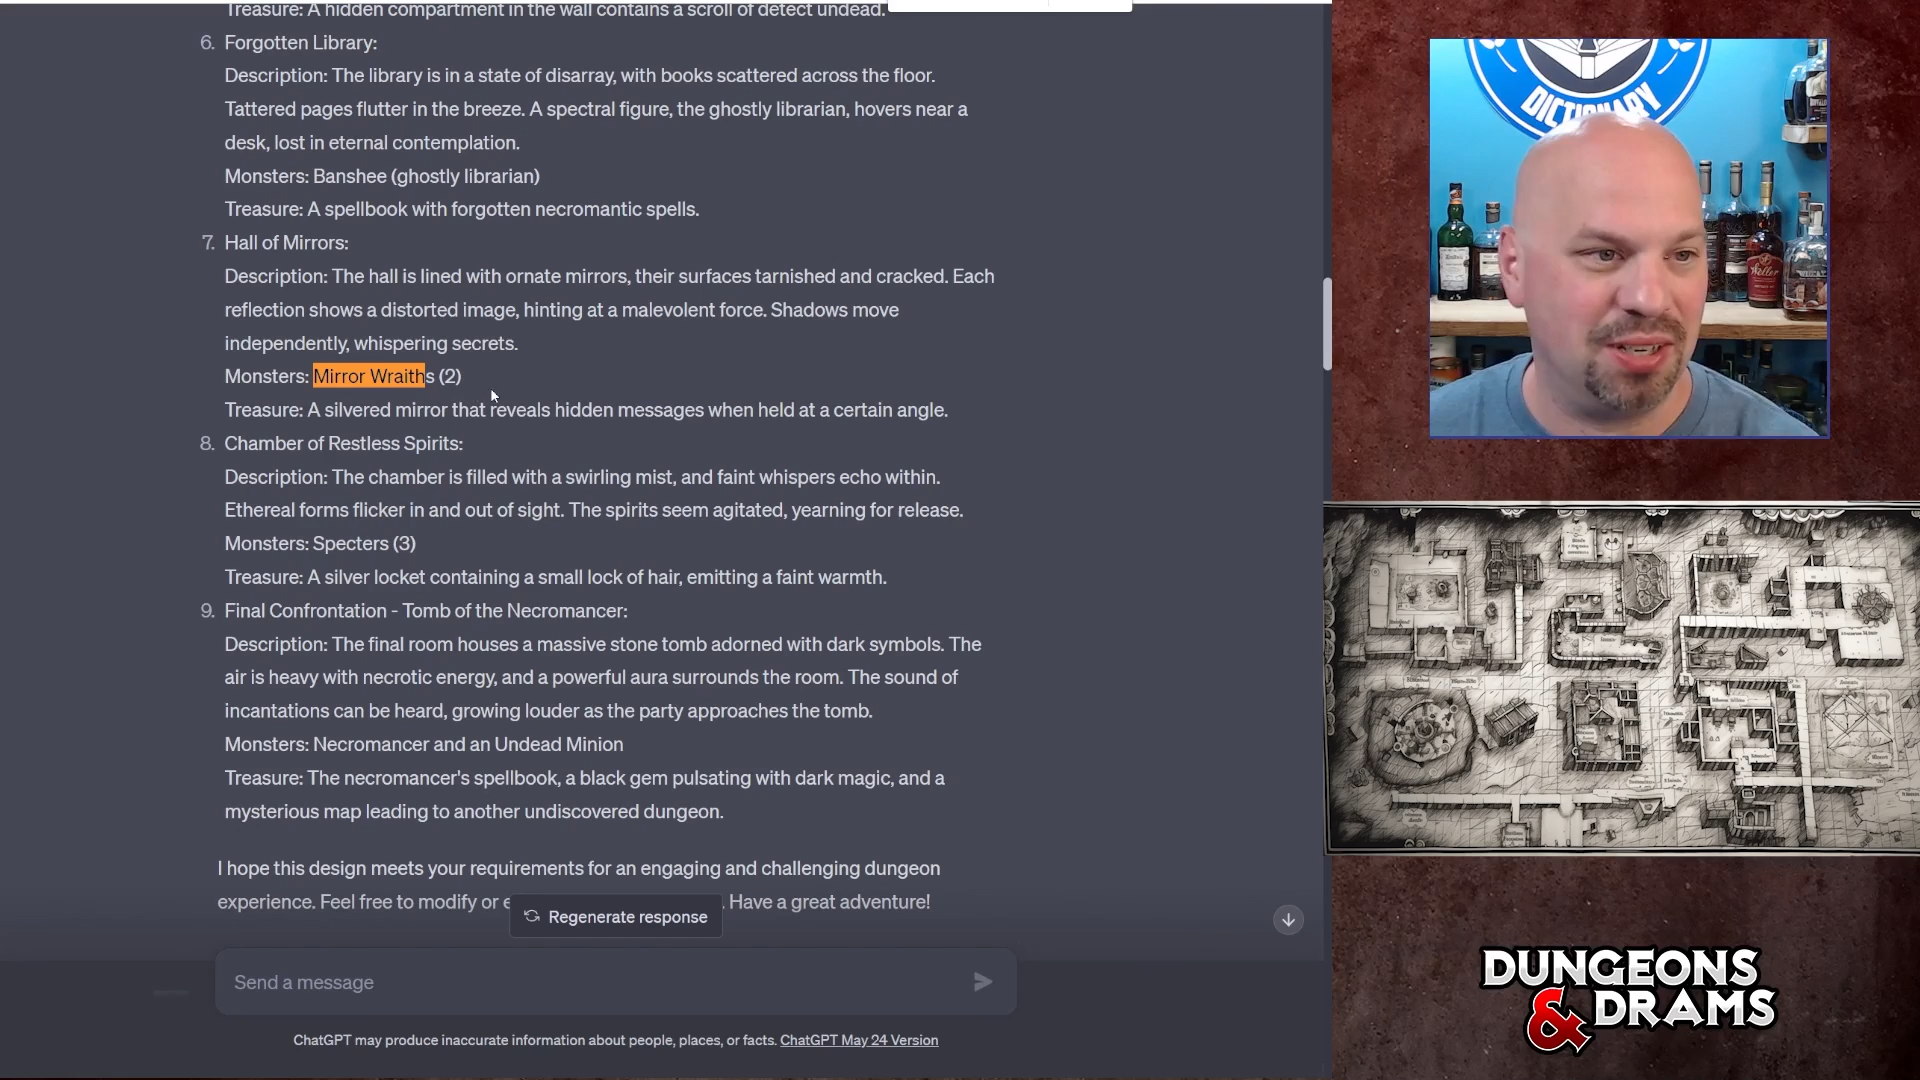 Treasure: A hidden compartment in the wall contains a scroll of detect undead.
6. Forgotten Library:
Description: The library is in a state of disarray, with books scattered across the floor.
Tattered pages flutter in the breeze. A spectral figure, the ghostly librarian, hovers near a
desk, lost in eternal contemplation.
Monsters: Banshee (ghostly librarian)
Treasure: A spellbook with forgotten necromantic spells.
7. Hall of Mirrors:
Description: The hall is lined with ornate mirrors, their surfaces tarnished and cracked. Each
reflection shows a distorted image, hinting at a malevolent force. Shadows move
independently, whispering secrets.
Monsters: Mirror Wraiths (2)
Treasure: A silvered mirror that reveals hidden messages when held at a certain angle.
8. Chamber of Restless Spirits:
Description: The chamber is filled with a swirling mist, and faint whispers echo within.
Ethereal forms flicker in and out of sight. The spirits seem agitated, yearning for release.
Monsters: Specters (3)
Treasure: A silver locket containing a small lock of hair, emitting a faint warmth.
9. Final Confrontation - Tomb of the Necromancer:
Description: The final room houses a massive stone tomb adorned with dark symbols. The
air is heavy with necrotic energy, and a powerful aura surrounds the room. The sound of
incantations can be heard, growing louder as the party approaches the tomb.
Monsters: Necromancer and an Undead Minion
Treasure: The necromancer's spellbook, a black gem pulsating with dark magic, and a
mysterious map leading to another undiscovered dungeon.
I hope this design meets your requirements for an engaging and challenging dungeon
experience. Feel free to modify or Have a great adventure!
Regenerate response
Send a message
ChatGPT may produce inaccurate information about people, places, or facts. ChatGPT May 24 Version
DICTIONARY
Weller
DUNGEONS
& DRAMS